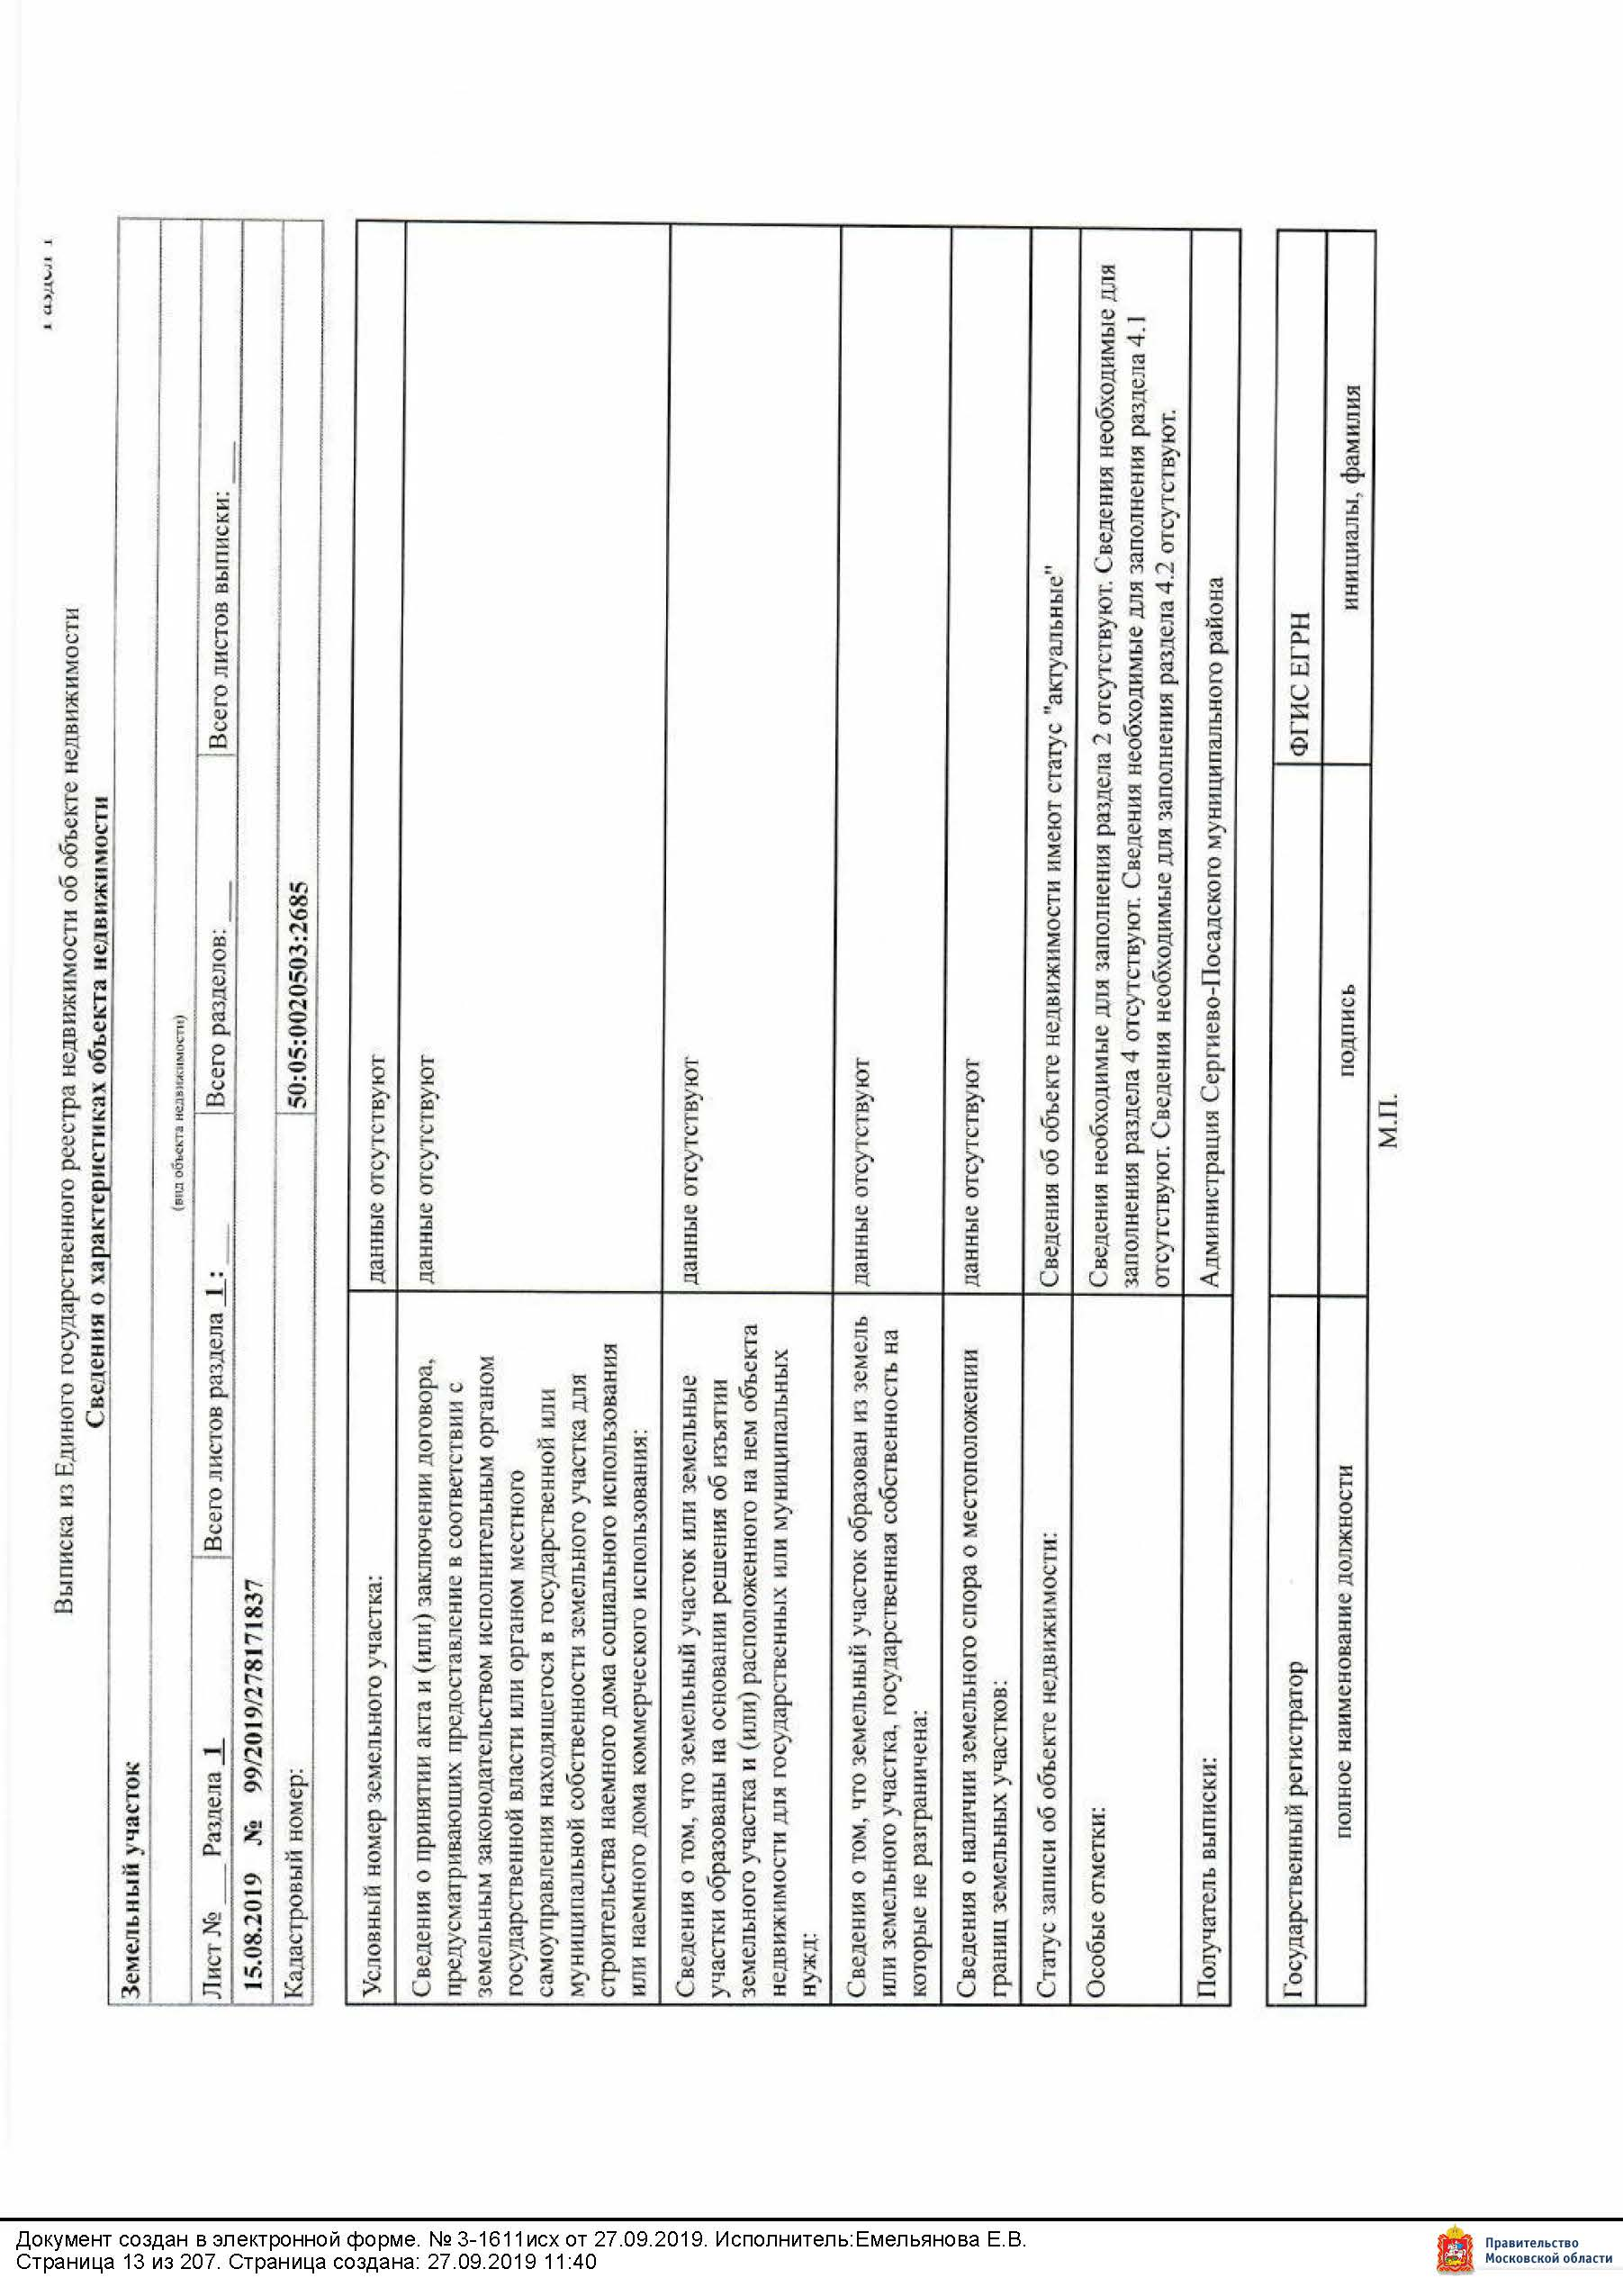 Раздел 1
Выписка из Единого государственного реестра недвижимости об объекте недвижимости
Сведения о характеристиках объекта недвижимости
Земельный участок
(вид объекта недвижимости)
Лист № ___ Раздела 1
Всего листов раздела 1 : ___
Всего разделов: ___
Всего листов выписки: ___
15.08.2019 № 99/2019/278171837
Кадастровый номер:
50:05:0020503:2685
Условный номер земельного участка:
данные отсутствуют
Сведения о принятии акта и (или) заключении договора,
предусматривающих предоставление в соответствии с
земельным законодательством исполнительным органом
государственной власти или органом местного
самоуправления находящегося в государственной или
муниципальной собственности земельного участка для
строительства наемного дома социального использования
или наемного дома коммерческого использования:
данные отсутствуют
Сведения о том, что земельный участок или земельные
участки образованы на основании решения об изъятии
земельного участка и (или) расположенного на нем объекта
недвижимости для государственных или муниципальных
нужд:
данные отсутствуют
Сведения о том, что земельный участок образован из земель
или земельного участка, государственная собственность на
которые не разграничена:
данные отсутствуют
Сведения о наличии земельного спора о местоположении
границ земельных участков:
данные отсутствуют
Статус записи об объекте недвижимости:
Сведения об объекте недвижимости имеют статус "актуальные"
Особые отметки:
Сведения необходимые для заполнения раздела 2 отсутствуют. Сведения необходимые для
заполнения раздела 4 отсутствуют. Сведения необходимые для заполнения раздела 4.1
отсутствуют. Сведения необходимые для заполнения раздела 4.2 отсутствуют.
Получатель выписки:
Администрация Сергиево-Посадского муниципального района
Государственный регистратор
ФГИС ЕГРН
полное наименование должности
подпись
инициалы, фамилия
М.П.
Документ создан в электронной форме. № 3-1611исх от 27.09.2019. Исполнитель:Емельянова Е.В.
Страница 13 из 207. Страница создана: 27.09.2019 11:40
Правительство
Московской области